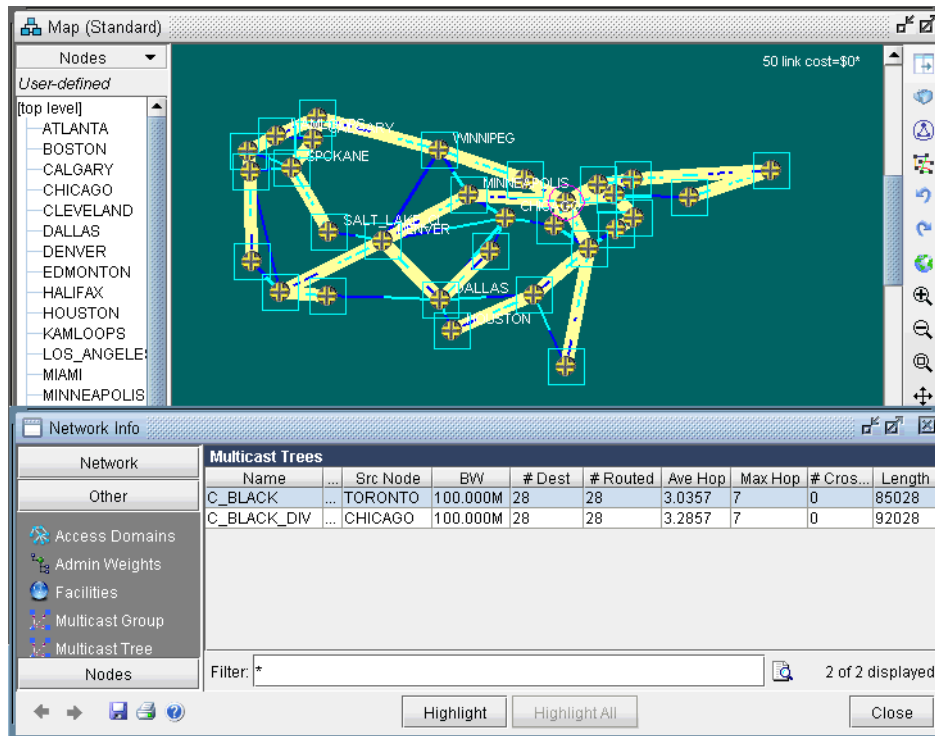 Map (Standard)
Nodes
User-defined
[top level]
ATLANTA
BOSTON
CALGARY
CHICAGO
CLEVELAND
DALLAS
DENVER
EDMONTON
HALIFAX
HOUSTON
KAMLOOPS
LOS_ANGELES
MIAMI
MINNEAPOLIS
50 link cost=$0*
WINNIPEG
SPOKANE
MINNEAPOLIS
DALLAS
Network Info
Network
Other
Access Domains
Admin Weights
Facilities
Multicast Group
Multicast Tree
Nodes
Multicast Trees
Name ... Src Node BW # Dest # Routed Ave Hop Max Hop # Cros... Length
C_BLACK ... TORONTO 100.000M 28 28 3.0357 7 0 85028
C_BLACK_DIV ... CHICAGO 100.000M 28 28 3.2857 7 0 92028
Filter: * 2 of 2 displayed
Highlight Highlight All Close